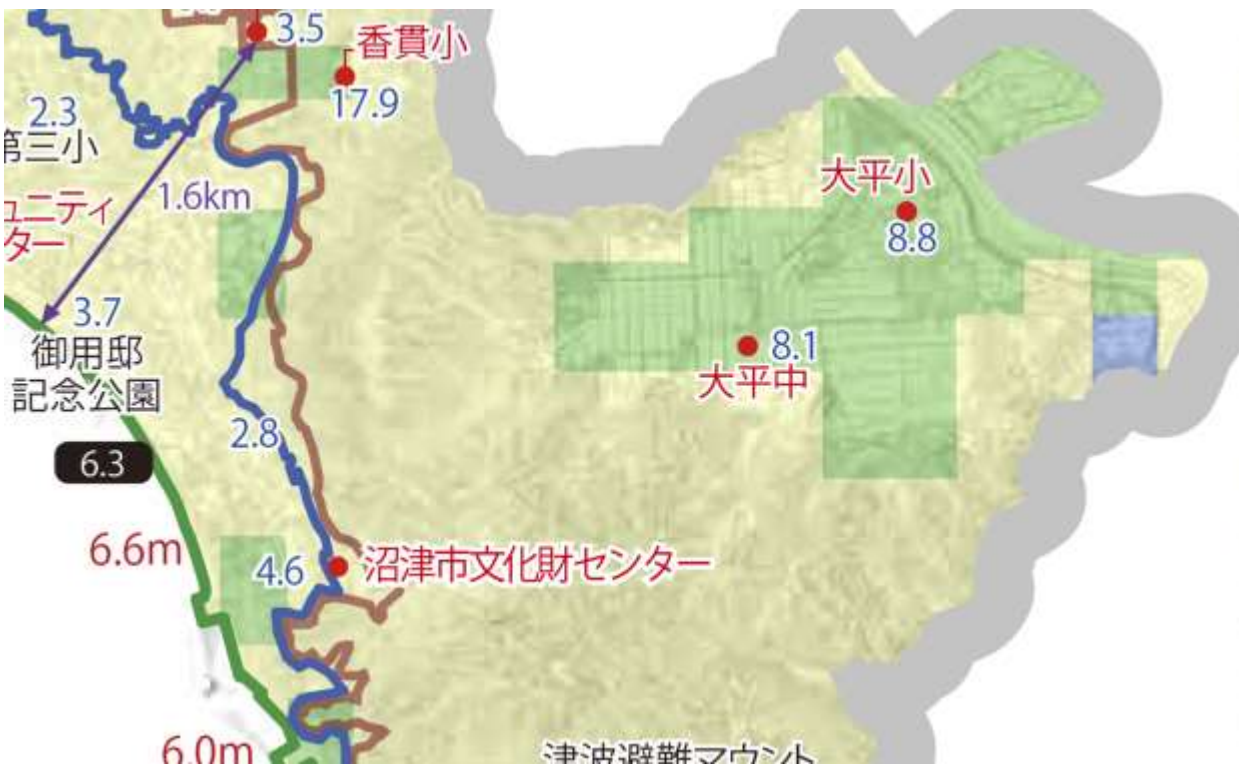 3.5
香貫小
17.9
2.3
第三小
1.6km
ュニティ
ター
大平小
8.8
3.7
御用邸
記念公園
8.1
大平中
2.8
6.3
6.6m
4.6
沼津市文化財センター
6.0m
津波避難マウント